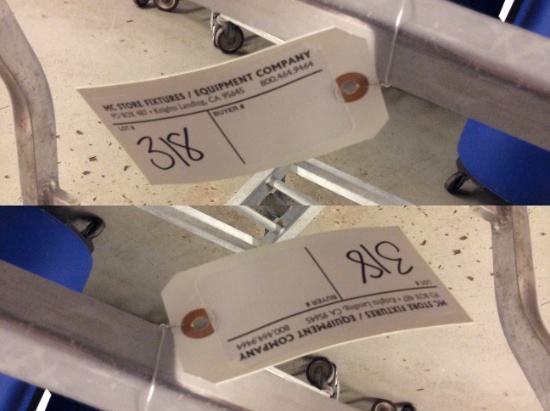 MC STORE FIXTURES / EQUIPMENT COMPANY
PO BOX 487 • Knights Landing, CA 95645 800.464.9464
LOT # BUYER #
318
318
LOT # BUYER #
PO BOX 487 • Knights Landing, CA 95645 800.464.9464
MC STORE FIXTURES / EQUIPMENT COMPANY